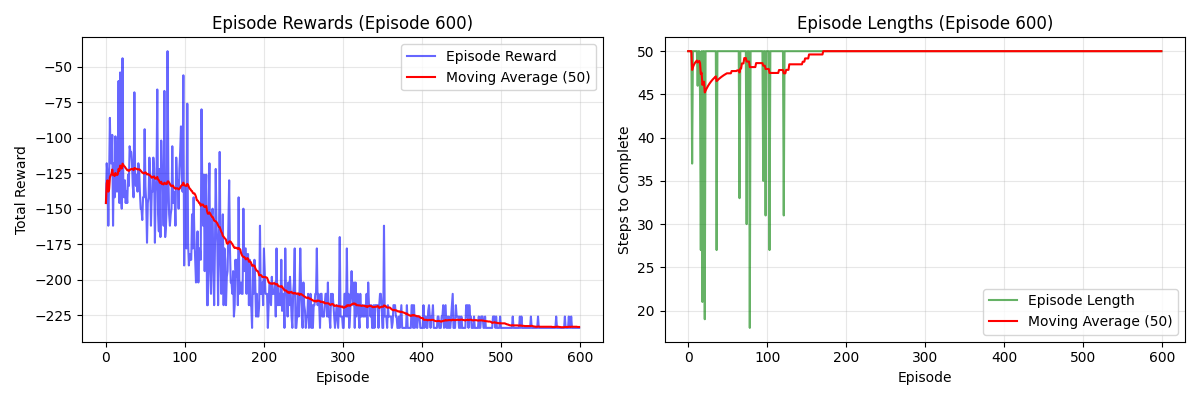 Episode Rewards (Episode 600)
Total Reward
−50
−75
−100
−125
−150
−175
−200
−225
0
100
200
300
400
500
600
Episode
Episode Reward
Moving Average (50)
Episode Lengths (Episode 600)
Steps to Complete
50
45
40
35
30
25
20
0
100
200
300
400
500
600
Episode
Episode Length
Moving Average (50)